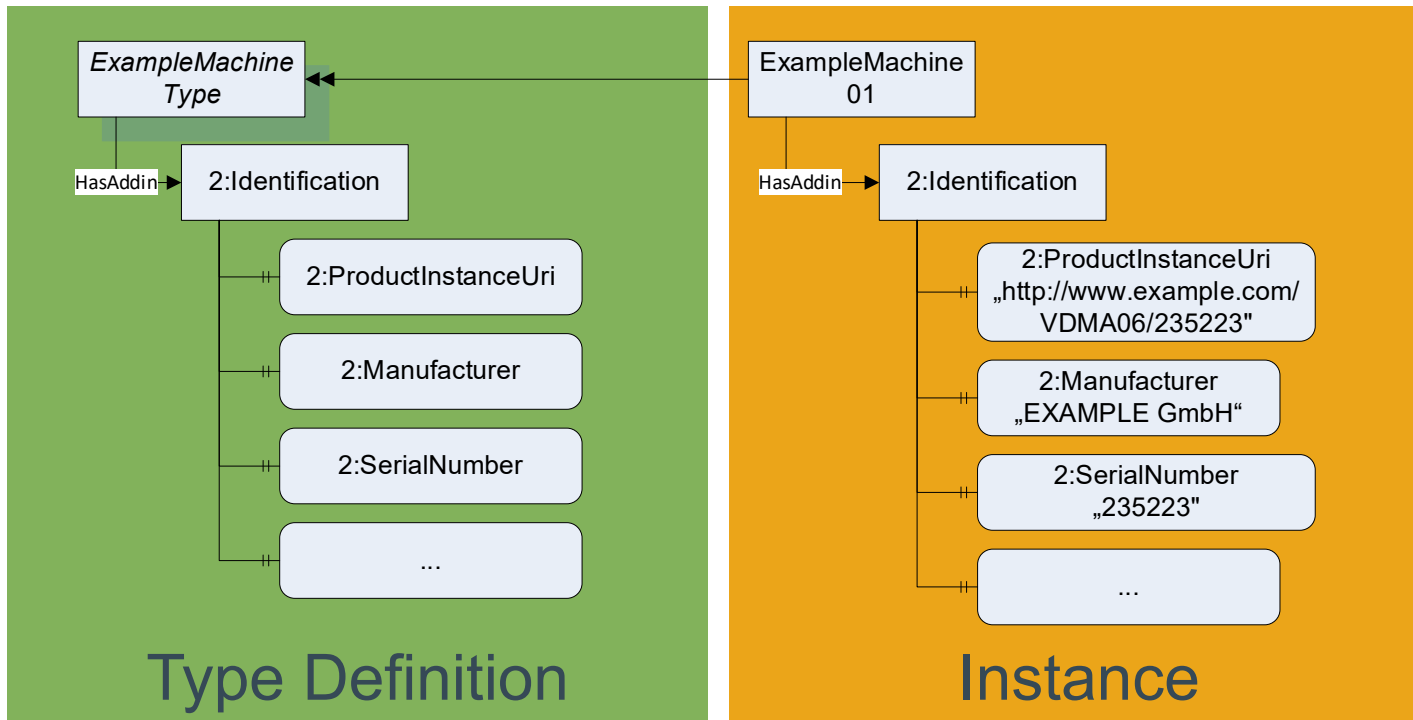 ExampleMachine
Type
HasAddin
2:Identification
2:ProductInstanceUri
2:Manufacturer
2:SerialNumber
...
Type Definition
ExampleMachine
01
HasAddin
2:Identification
2:ProductInstanceUri
„http://www.example.com/
VDMA06/235223"
2:Manufacturer
„EXAMPLE GmbH“
2:SerialNumber
„235223"
...
Instance